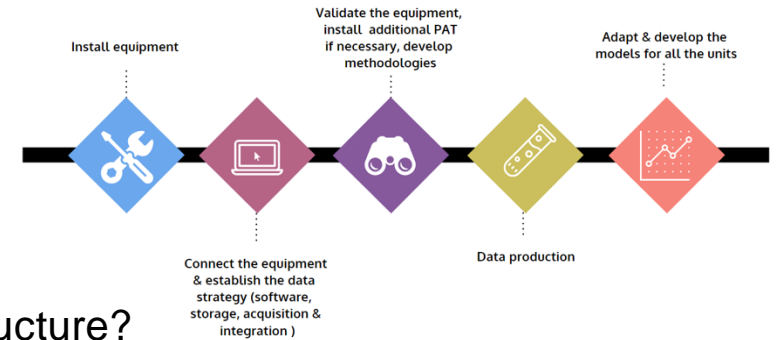 Install equipment
Validate the equipment,
install additional PAT
if necessary, develop
methodologies
Adapt & develop the
models for all the units
Connect the equipment
& establish the data
strategy (software,
storage, acquisition &
integration )
Data production
ucture?